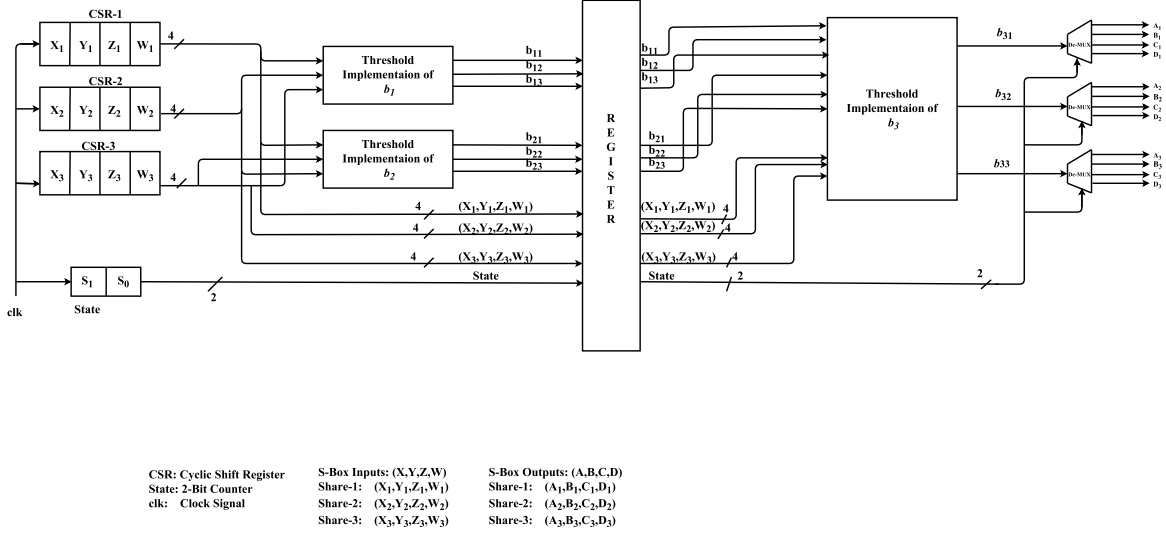 CSR-1
X1 Y1 Z1 W1
4
CSR-2
X2 Y2 Z2 W2
4
CSR-3
X3 Y3 Z3 W3
4
S1 S0
State
2
clk
Threshold
Implementaion of
b1
b11
b12
b13
Threshold
Implementaion of
b2
b21
b22
b23
4 (X1,Y1,Z1,W1)
4 (X2,Y2,Z2,W2)
4 (X3,Y3,Z3,W3)
State
REGISTER
b11
b12
b13
b21
b22
b23
(X1,Y1,Z1,W1) 4
(X2,Y2,Z2,W2) 4
(X3,Y3,Z3,W3) 4
State 2
2
Threshold
Implementaion of
b3
b31
b32
b33
De-MUX
A1
B1
C1
D1
De-MUX
A2
B2
C2
D2
De-MUX
A3
B3
C3
D3
CSR: Cyclic Shift Register
State: 2-Bit Counter
clk: Clock Signal
S-Box Inputs: (X,Y,Z,W)
Share-1: (X1,Y1,Z1,W1)
Share-2: (X2,Y2,Z2,W2)
Share-3: (X3,Y3,Z3,W3)
S-Box Outputs: (A,B,C,D)
Share-1: (A1,B1,C1,D1)
Share-2: (A2,B2,C2,D2)
Share-3: (A3,B3,C3,D3)